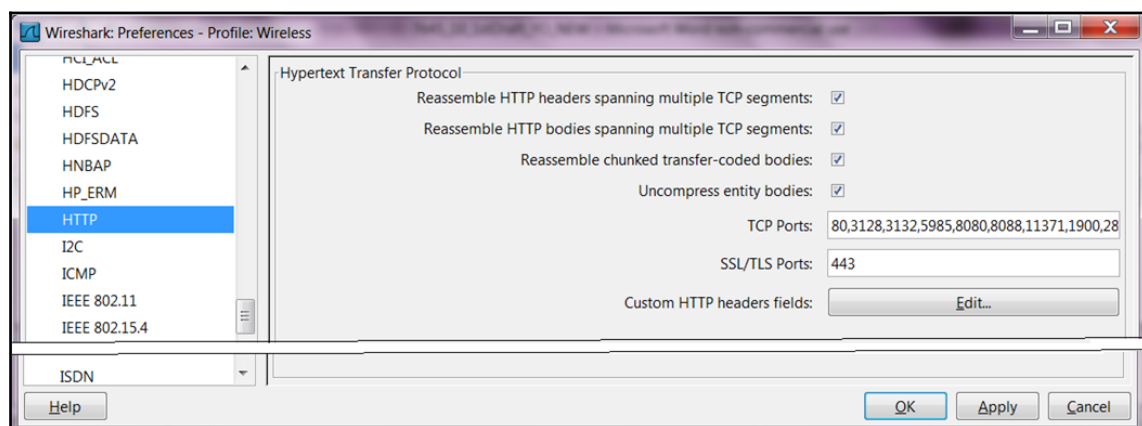 Wireshark: Preferences - Profile: Wireless
HCI_ACL
HDCPv2
HDFS
HDFSDATA
HNBAP
HP_ERM
HTTP
I2C
ICMP
IEEE 802.11
IEEE 802.15.4
ISDN
Hypertext Transfer Protocol
Reassemble HTTP headers spanning multiple TCP segments:
Reassemble HTTP bodies spanning multiple TCP segments:
Reassemble chunked transfer-coded bodies:
Uncompress entity bodies:
TCP Ports: 80,3128,3132,5985,8080,8088,11371,1900,28
SSL/TLS Ports: 443
Custom HTTP headers fields: Edit...
Help OK Apply Cancel